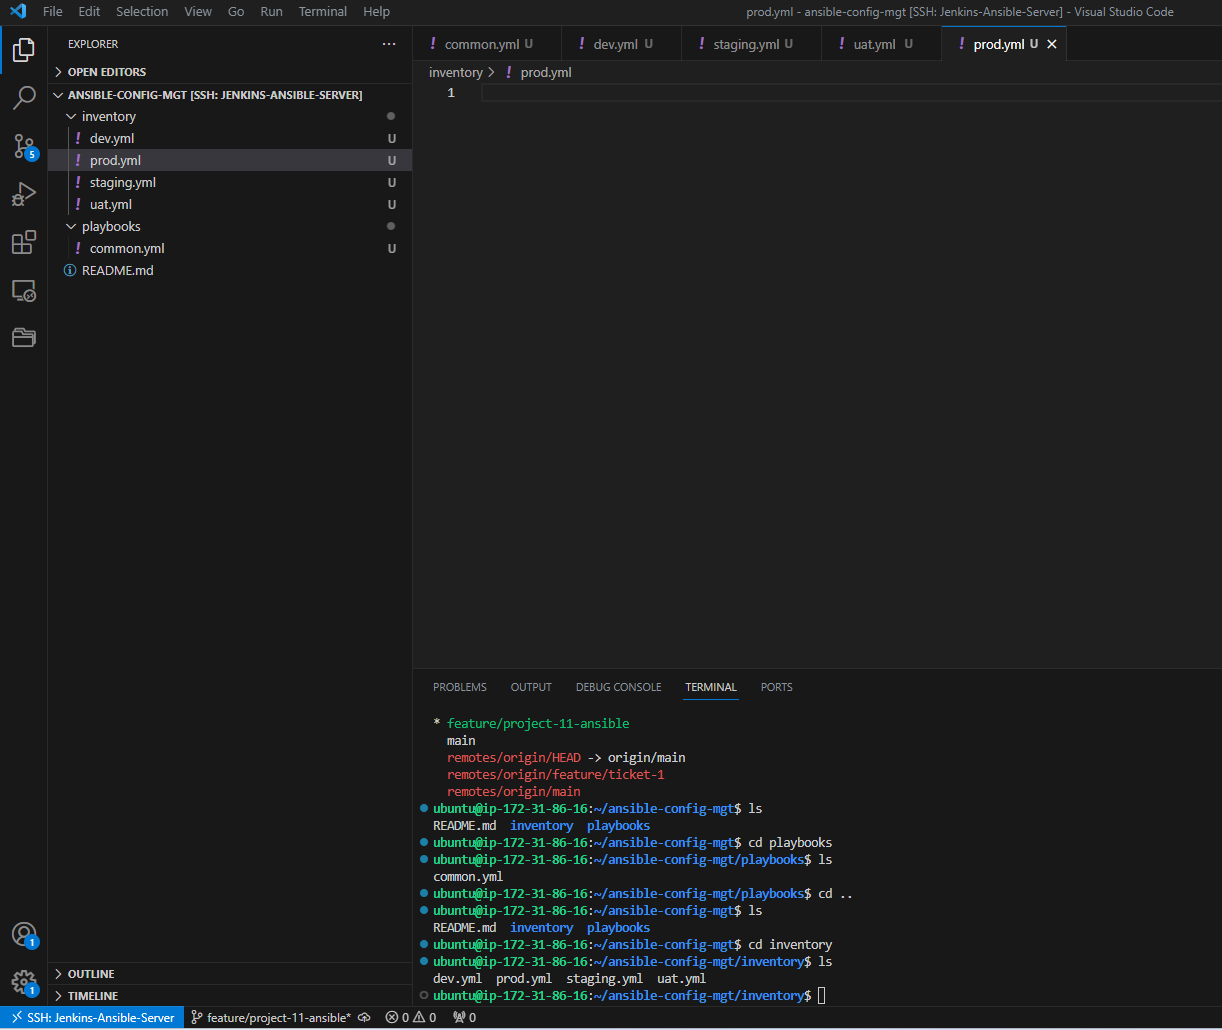 File Edit Selection View Go Run Terminal Help
prod.yml - ansible-config-mgt [SSH: Jenkins-Ansible-Server] - Visual Studio Code
EXPLORER
OPEN EDITORS
ANSIBLE-CONFIG-MGT [SSH: JENKINS-ANSIBLE-SERVER]
inventory
dev.yml U
prod.yml U
staging.yml U
uat.yml U
playbooks
common.yml U
README.md
5
1
1
OUTLINE
TIMELINE
! common.yml U ! dev.yml U ! staging.yml U ! uat.yml U ! prod.yml U
inventory > ! prod.yml
1
PROBLEMS OUTPUT DEBUG CONSOLE TERMINAL PORTS
* feature/project-11-ansible
main
remotes/origin/HEAD -> origin/main
remotes/origin/feature/ticket-1
remotes/origin/main
ubuntu@ip-172-31-86-16:~/ansible-config-mgt$ ls
README.md inventory playbooks
ubuntu@ip-172-31-86-16:~/ansible-config-mgt$ cd playbooks
ubuntu@ip-172-31-86-16:~/ansible-config-mgt/playbooks$ ls
common.yml
ubuntu@ip-172-31-86-16:~/ansible-config-mgt/playbooks$ cd ..
ubuntu@ip-172-31-86-16:~/ansible-config-mgt$ ls
README.md inventory playbooks
ubuntu@ip-172-31-86-16:~/ansible-config-mgt$ cd inventory
ubuntu@ip-172-31-86-16:~/ansible-config-mgt/inventory$ ls
dev.yml prod.yml staging.yml uat.yml
ubuntu@ip-172-31-86-16:~/ansible-config-mgt/inventory$
SSH: Jenkins-Ansible-Server feature/project-11-ansible* 0 0 0